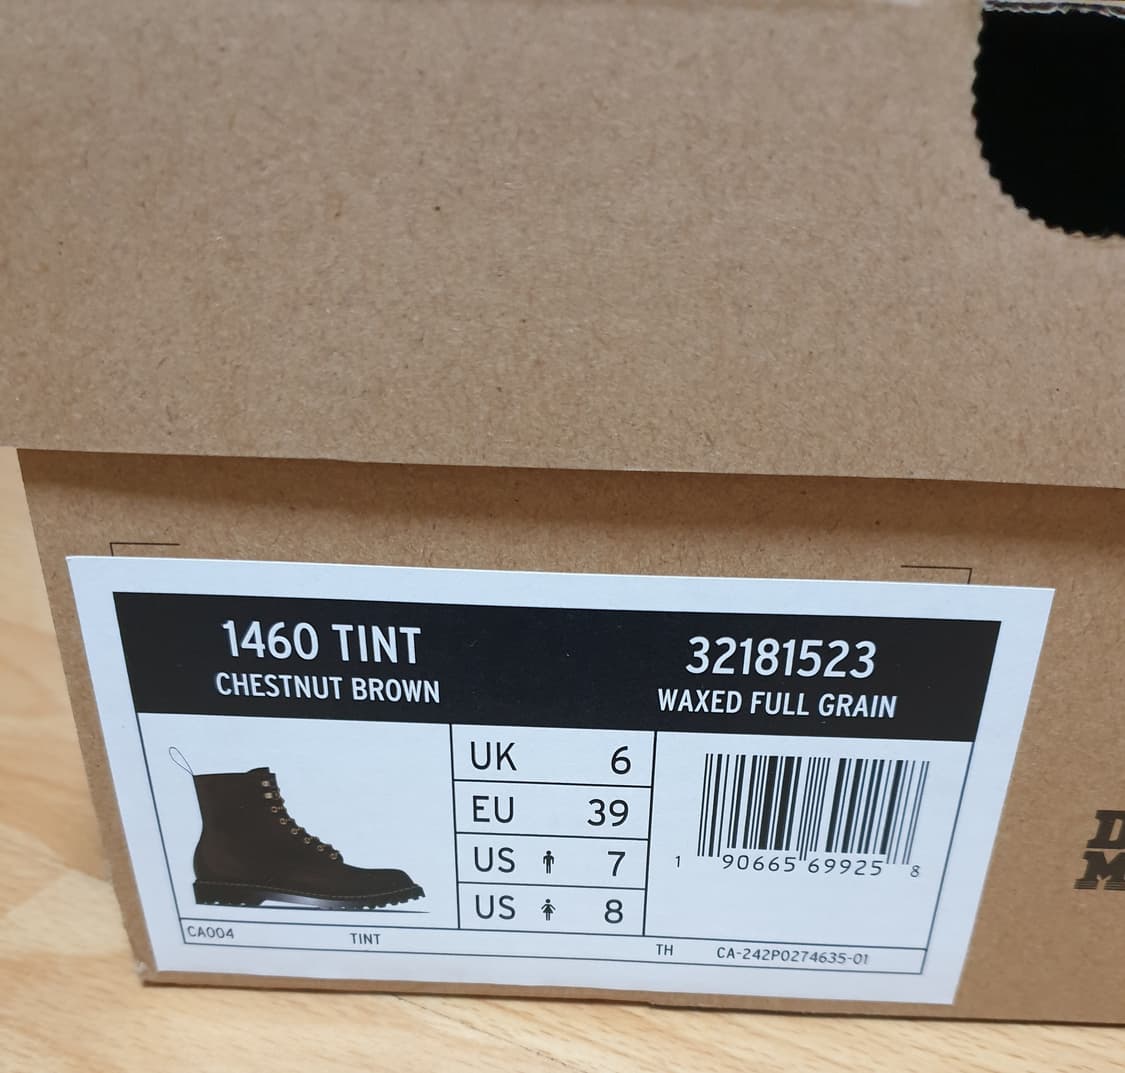 1460 TINT
CHESTNUT BROWN
32181523
WAXED FULL GRAIN
UK 6
EU 39
US 7
US 8
1 90665 69925 8
CA004
TINT
TH
CA-242P0274635-01